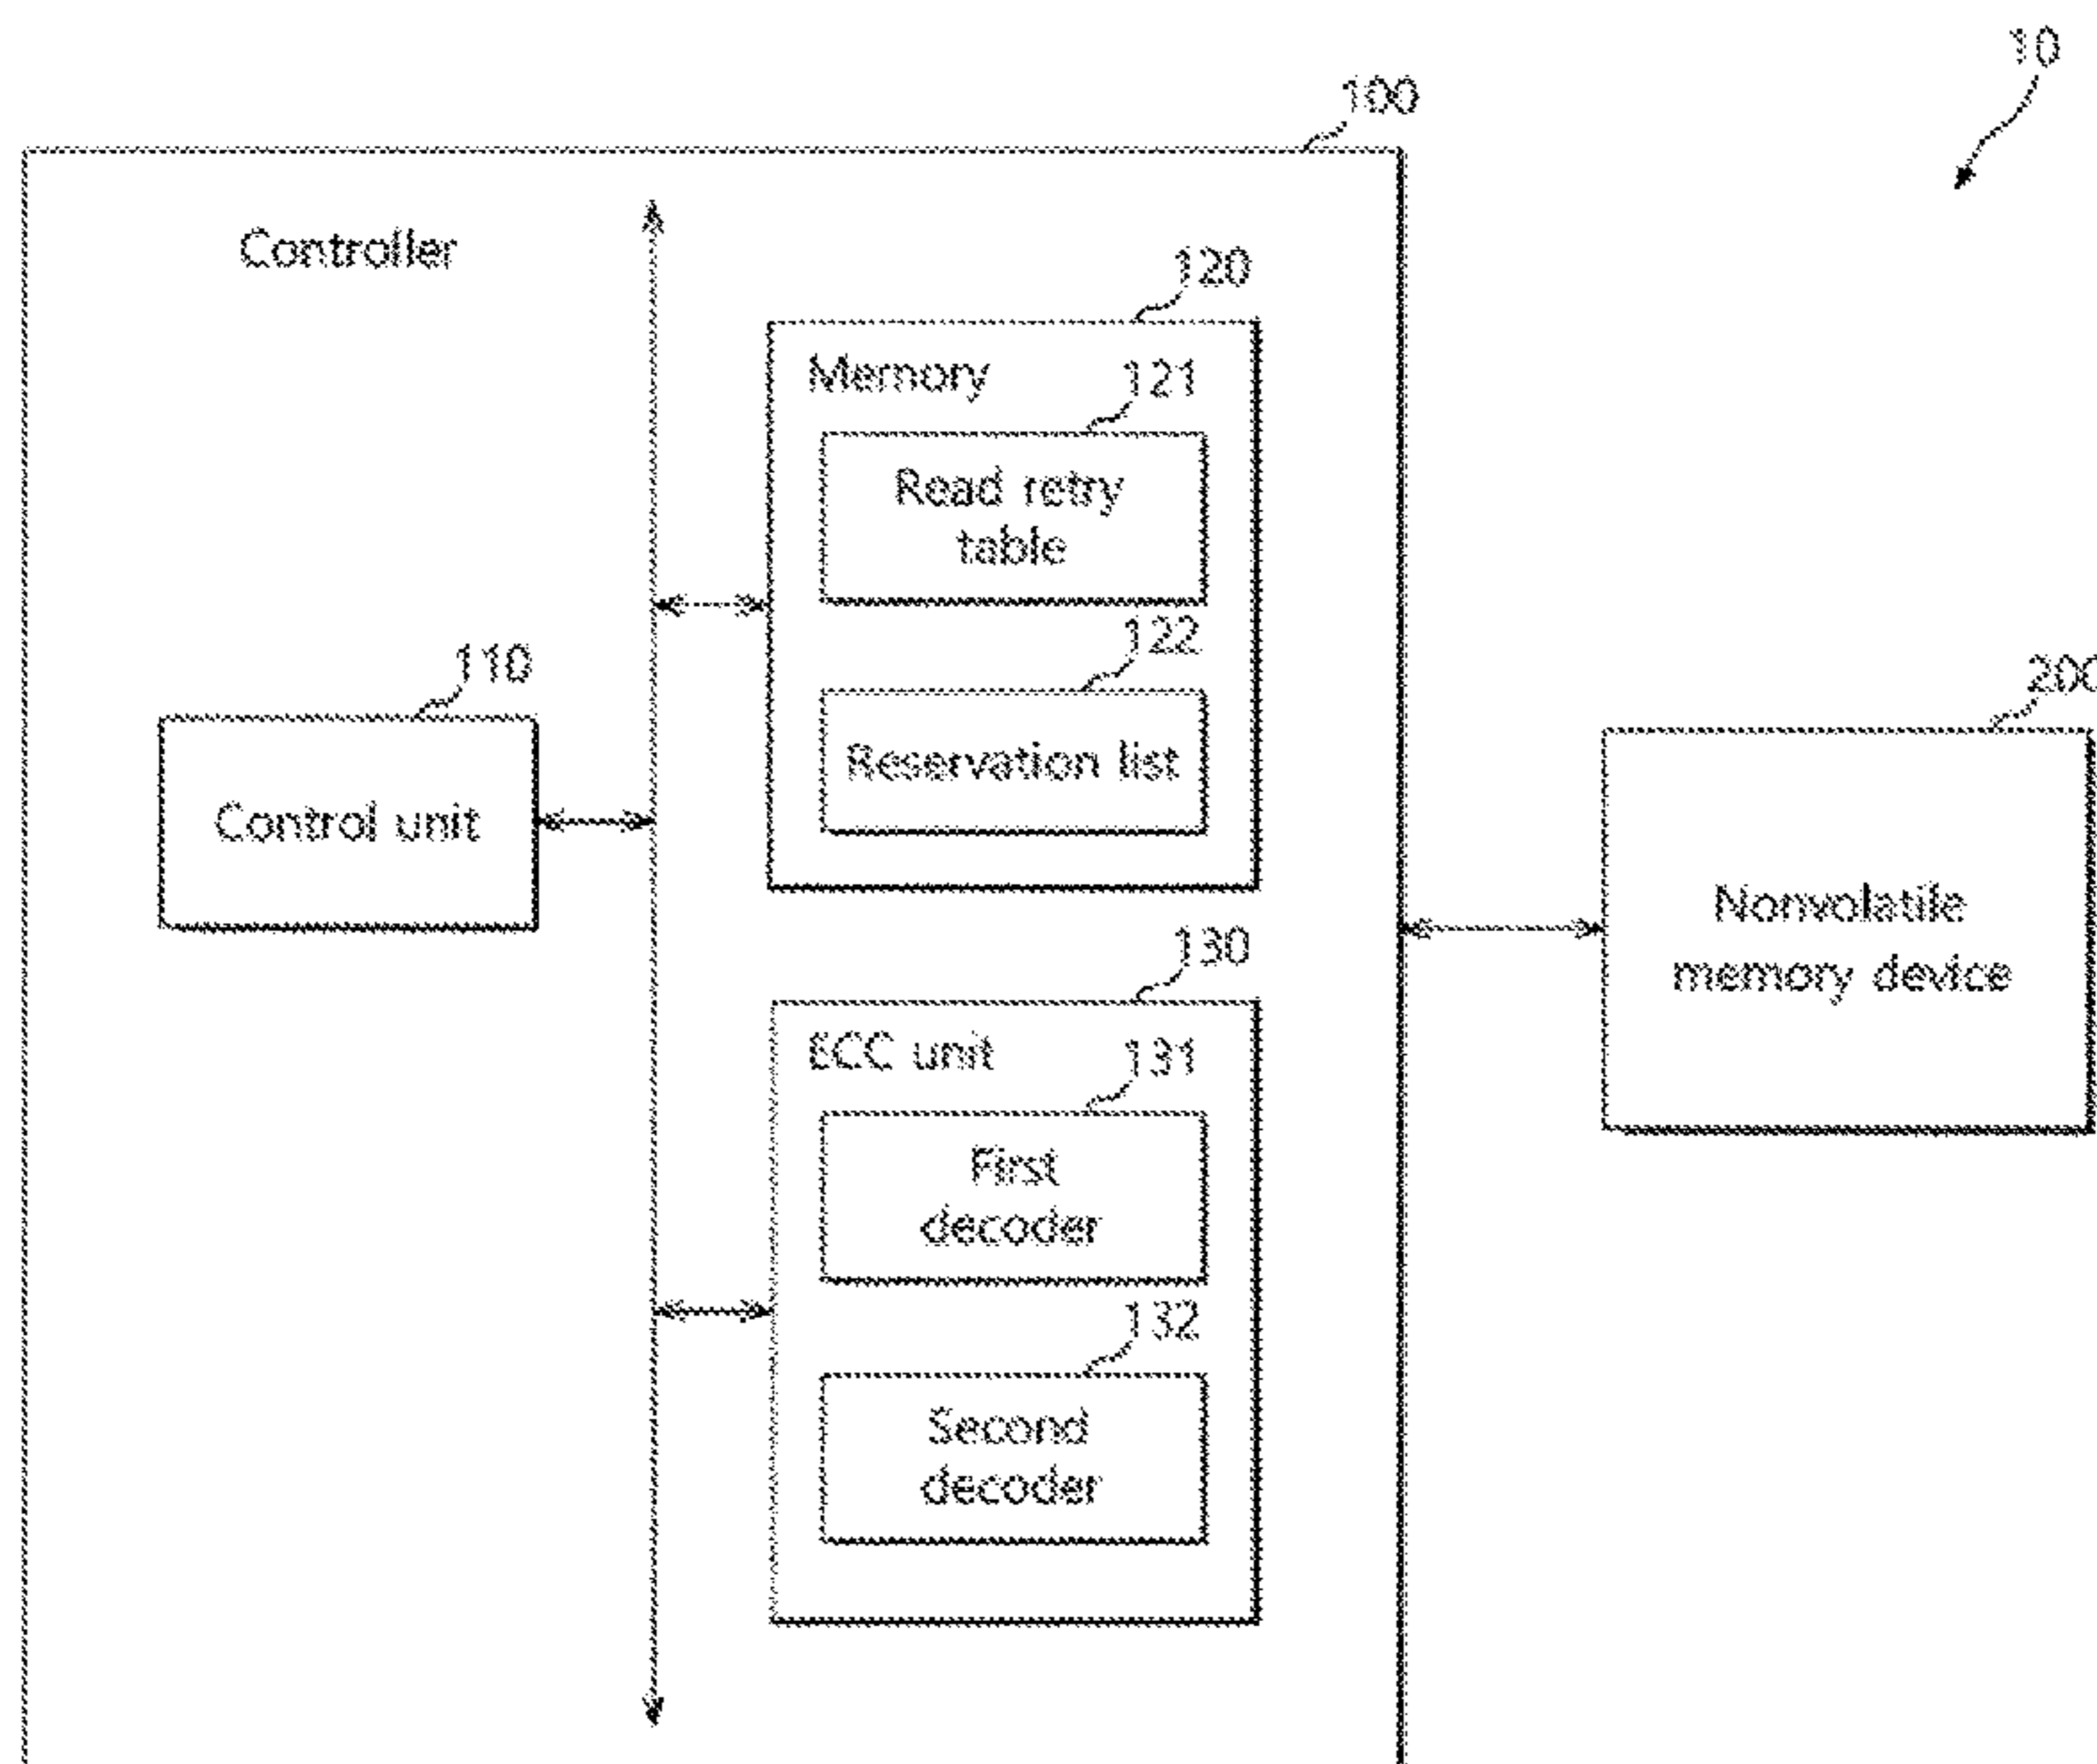 10
100
Controller
120
Memory
121
Read retry
table
122
Reservation list
110
Control unit
200
Nonvolatile
memory device
130
ECC unit
131
First
decoder
132
Second
decoder